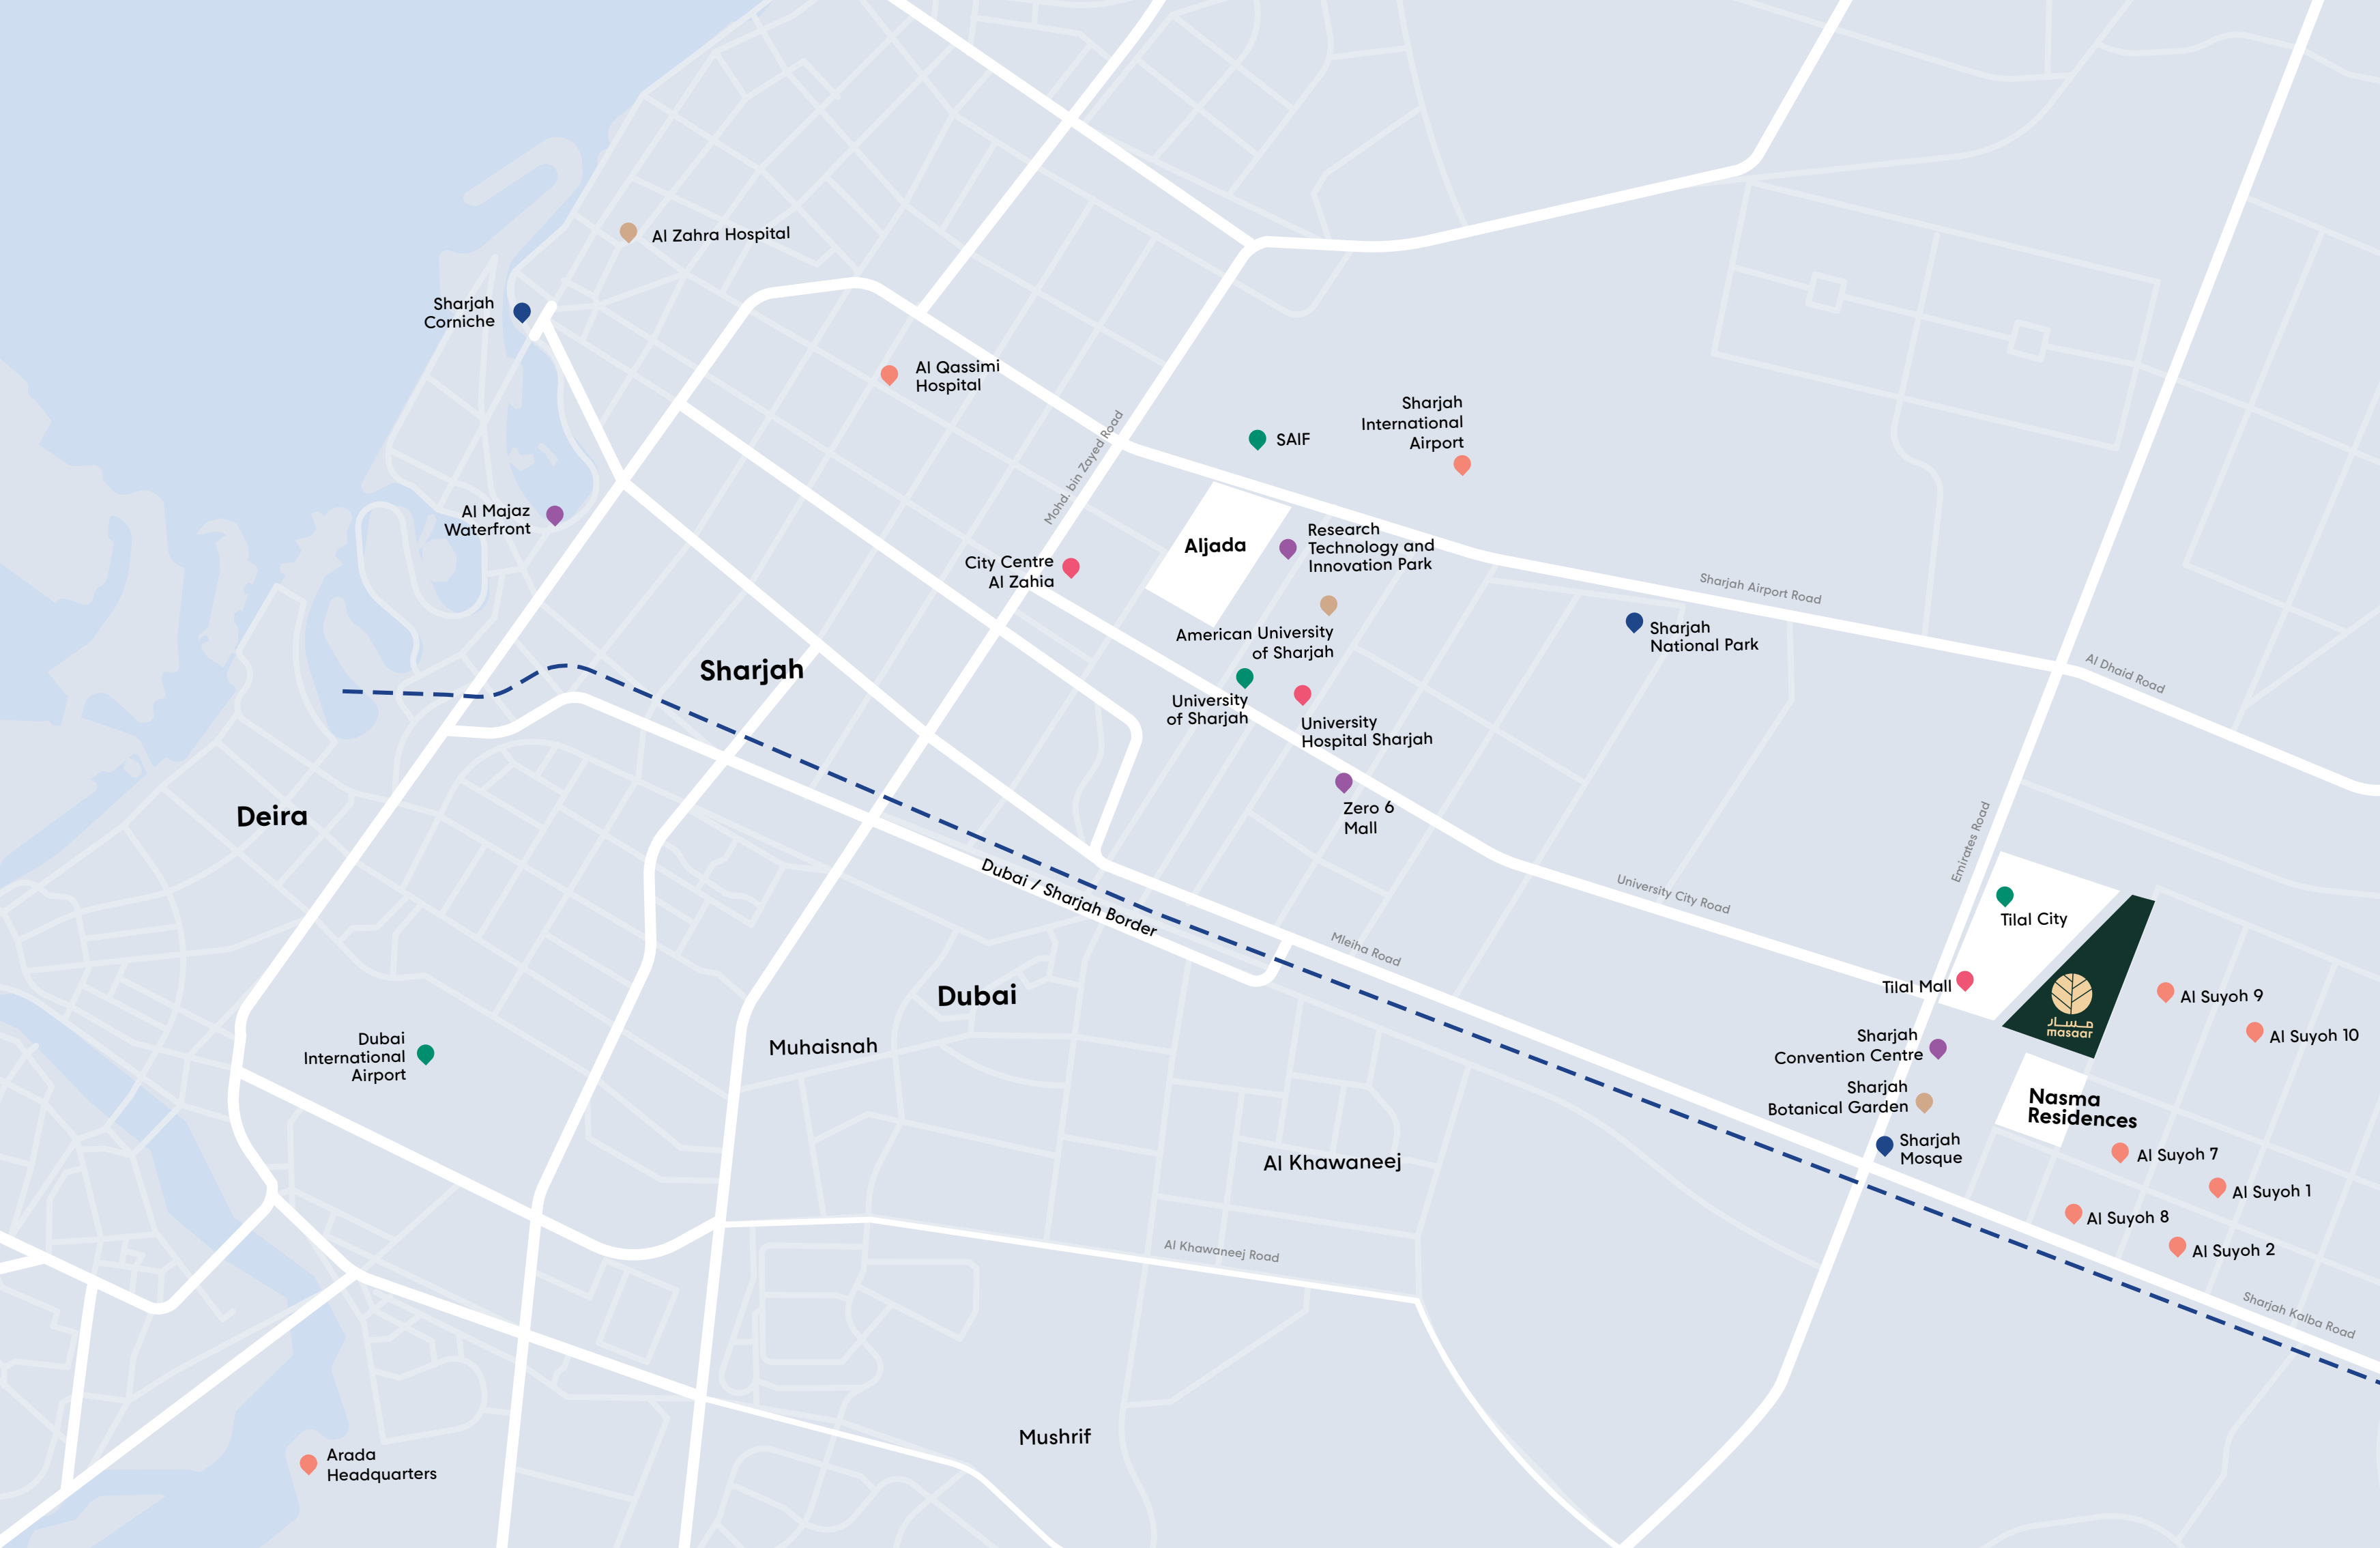 Al Zahra Hospital
Sharjah
Corniche
Al Qassimi
Hospital
Mohd. bin Zayed Road
SAIF
Sharjah
International
Airport
Al Majaz
Waterfront
City Centre
Al Zahia
Aljada
Research
Technology and
Innovation Park
American University
of Sharjah
Sharjah Airport Road
Sharjah
National Park
Al Dhaid Road
Sharjah
University
of Sharjah
University
Hospital Sharjah
Zero 6
Mall
Deira
Dubai / Sharjah Border
University City Road
Emirates Road
Tilal City
Mleiha Road
Tilal Mall
مسار
masaar
Al Suyoh 9
Al Suyoh 10
Dubai
Muhaisnah
Dubai
International
Airport
Sharjah
Convention Centre
Sharjah
Botanical Garden
Nasma
Residences
Sharjah
Mosque
Al Suyoh 7
Al Suyoh 1
Al Suyoh 8
Al Suyoh 2
Al Khawaneej
Al Khawaneej Road
Sharjah Kalba Road
Mushrif
Arada
Headquarters